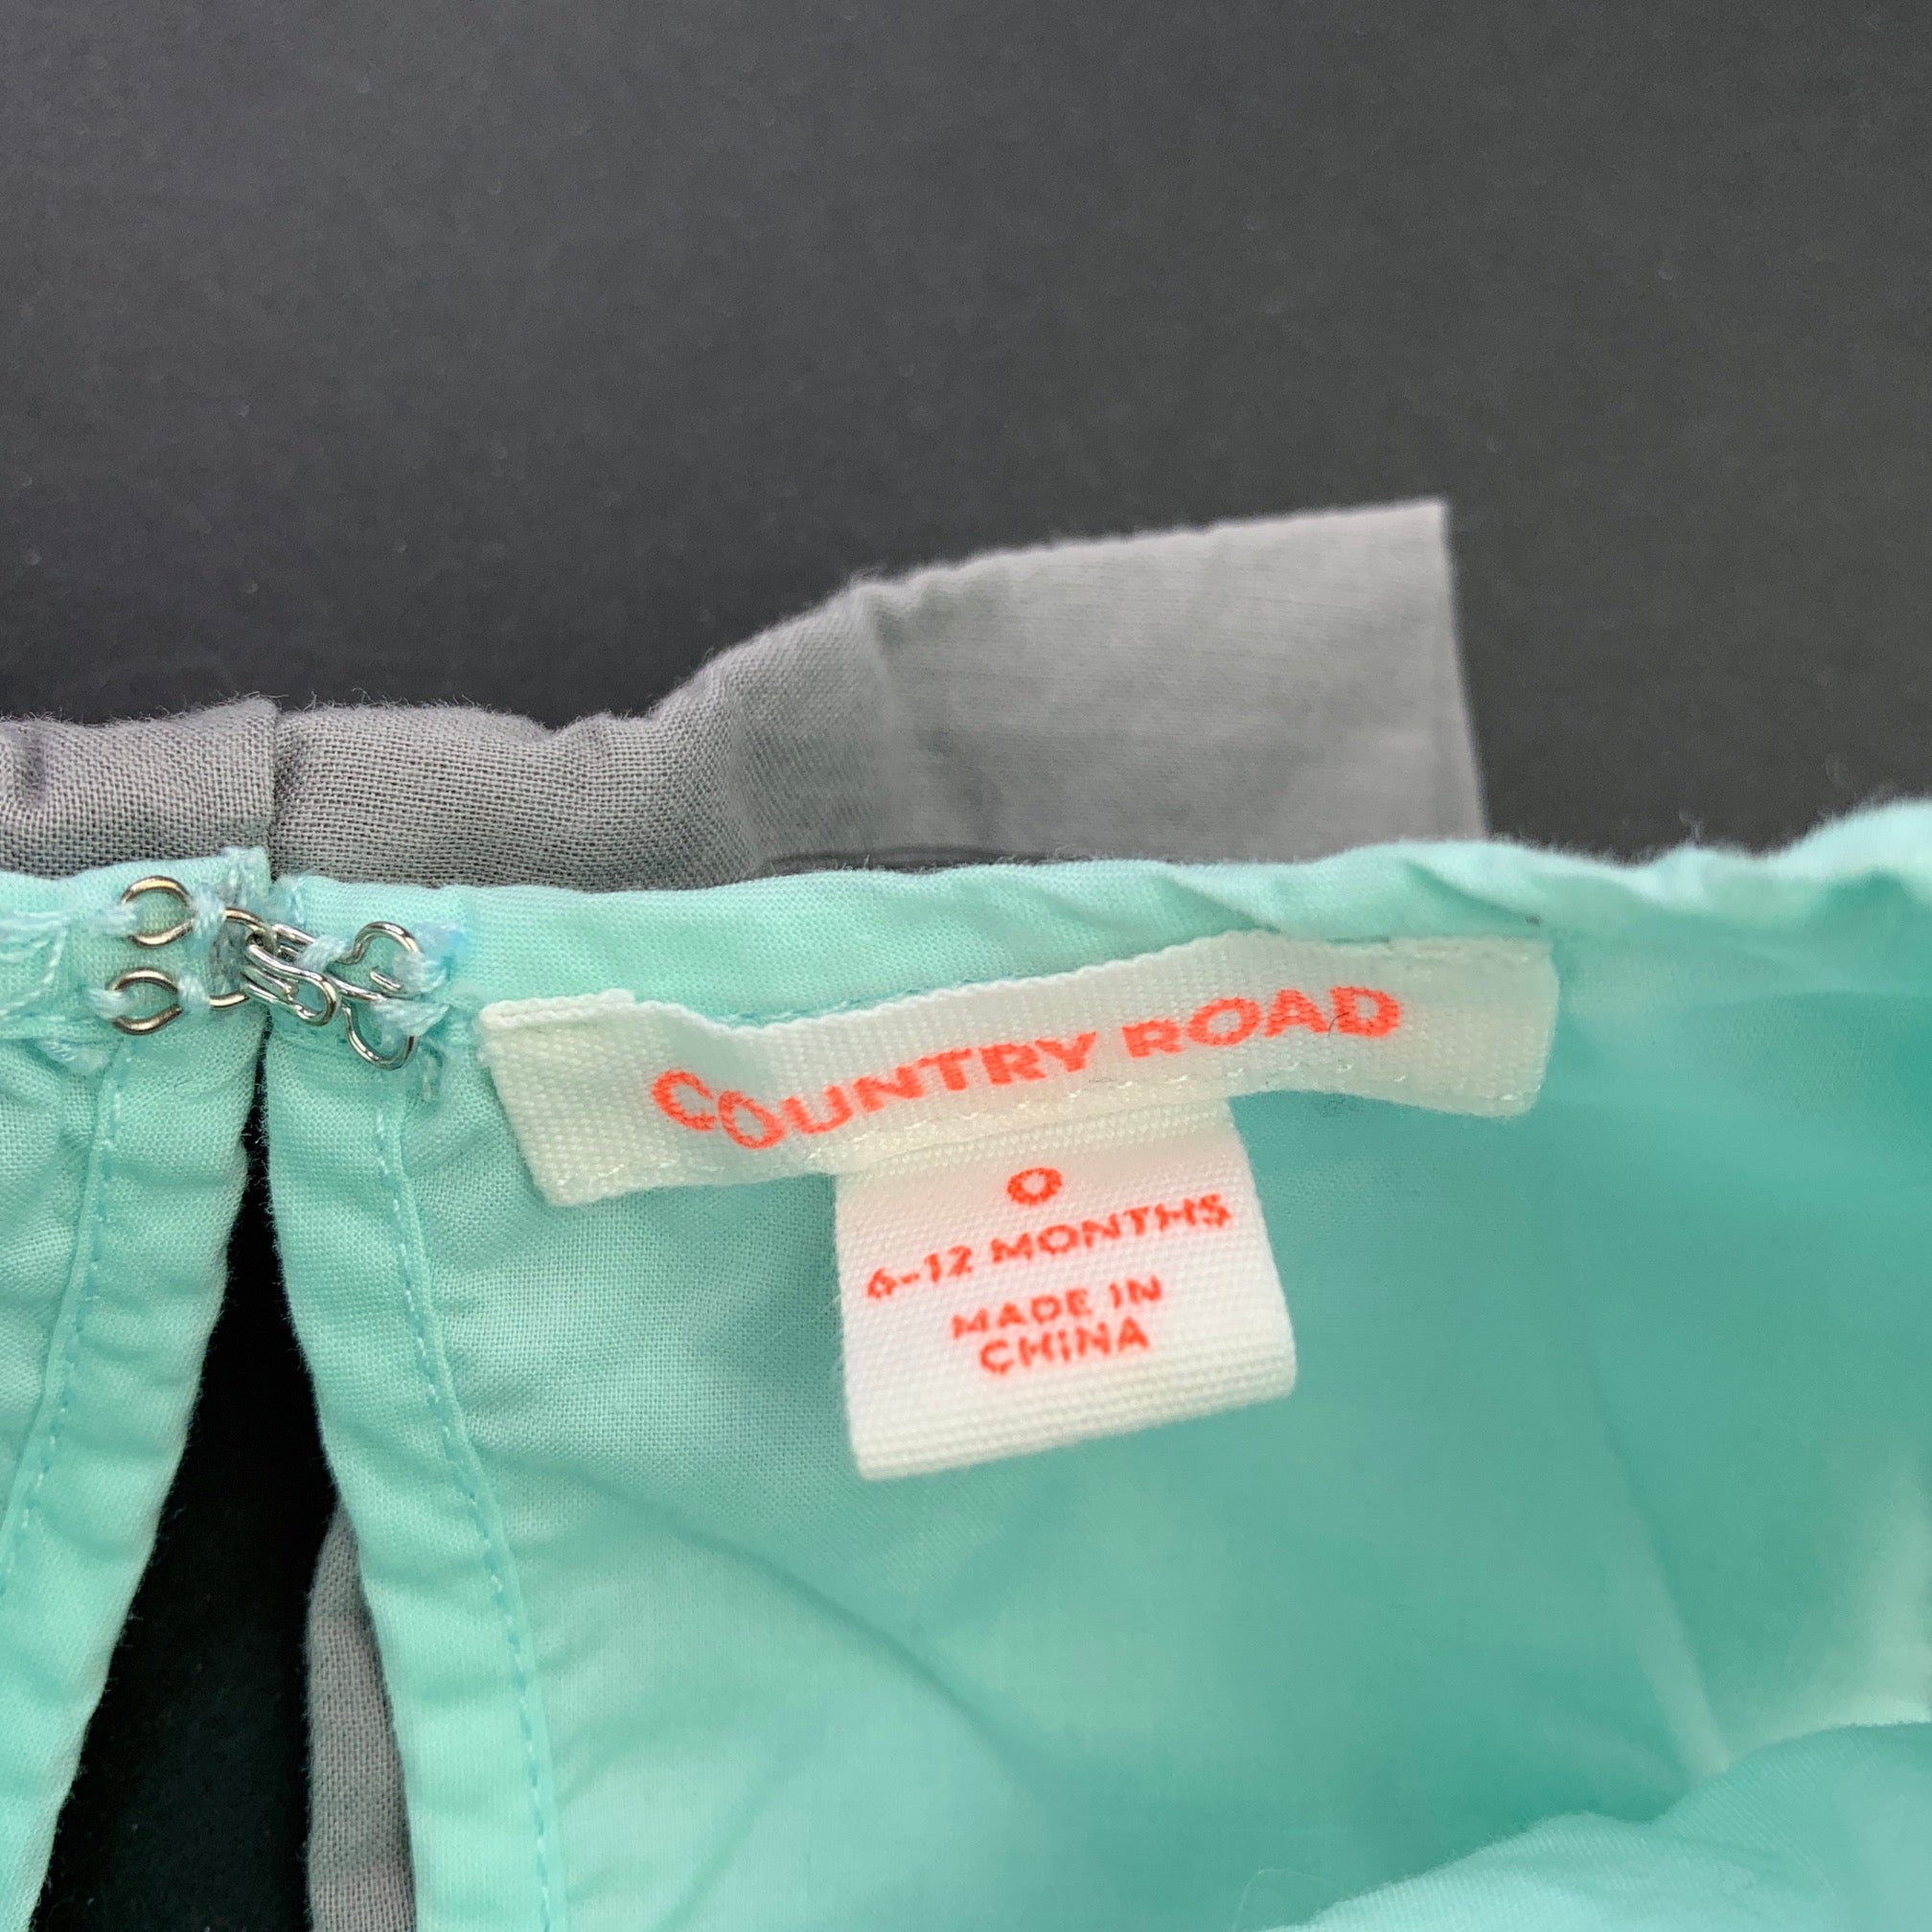 COUNTRY ROAD
0
6-12 MONTHS
MADE IN
CHINA